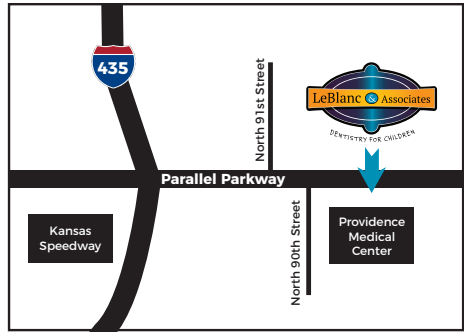 435
North 91st Street
LeBlanc & Associates
DENTISTRY FOR CHILDREN
Parallel Parkway
Kansas
Speedway
North 90th Street
Providence
Medical
Center